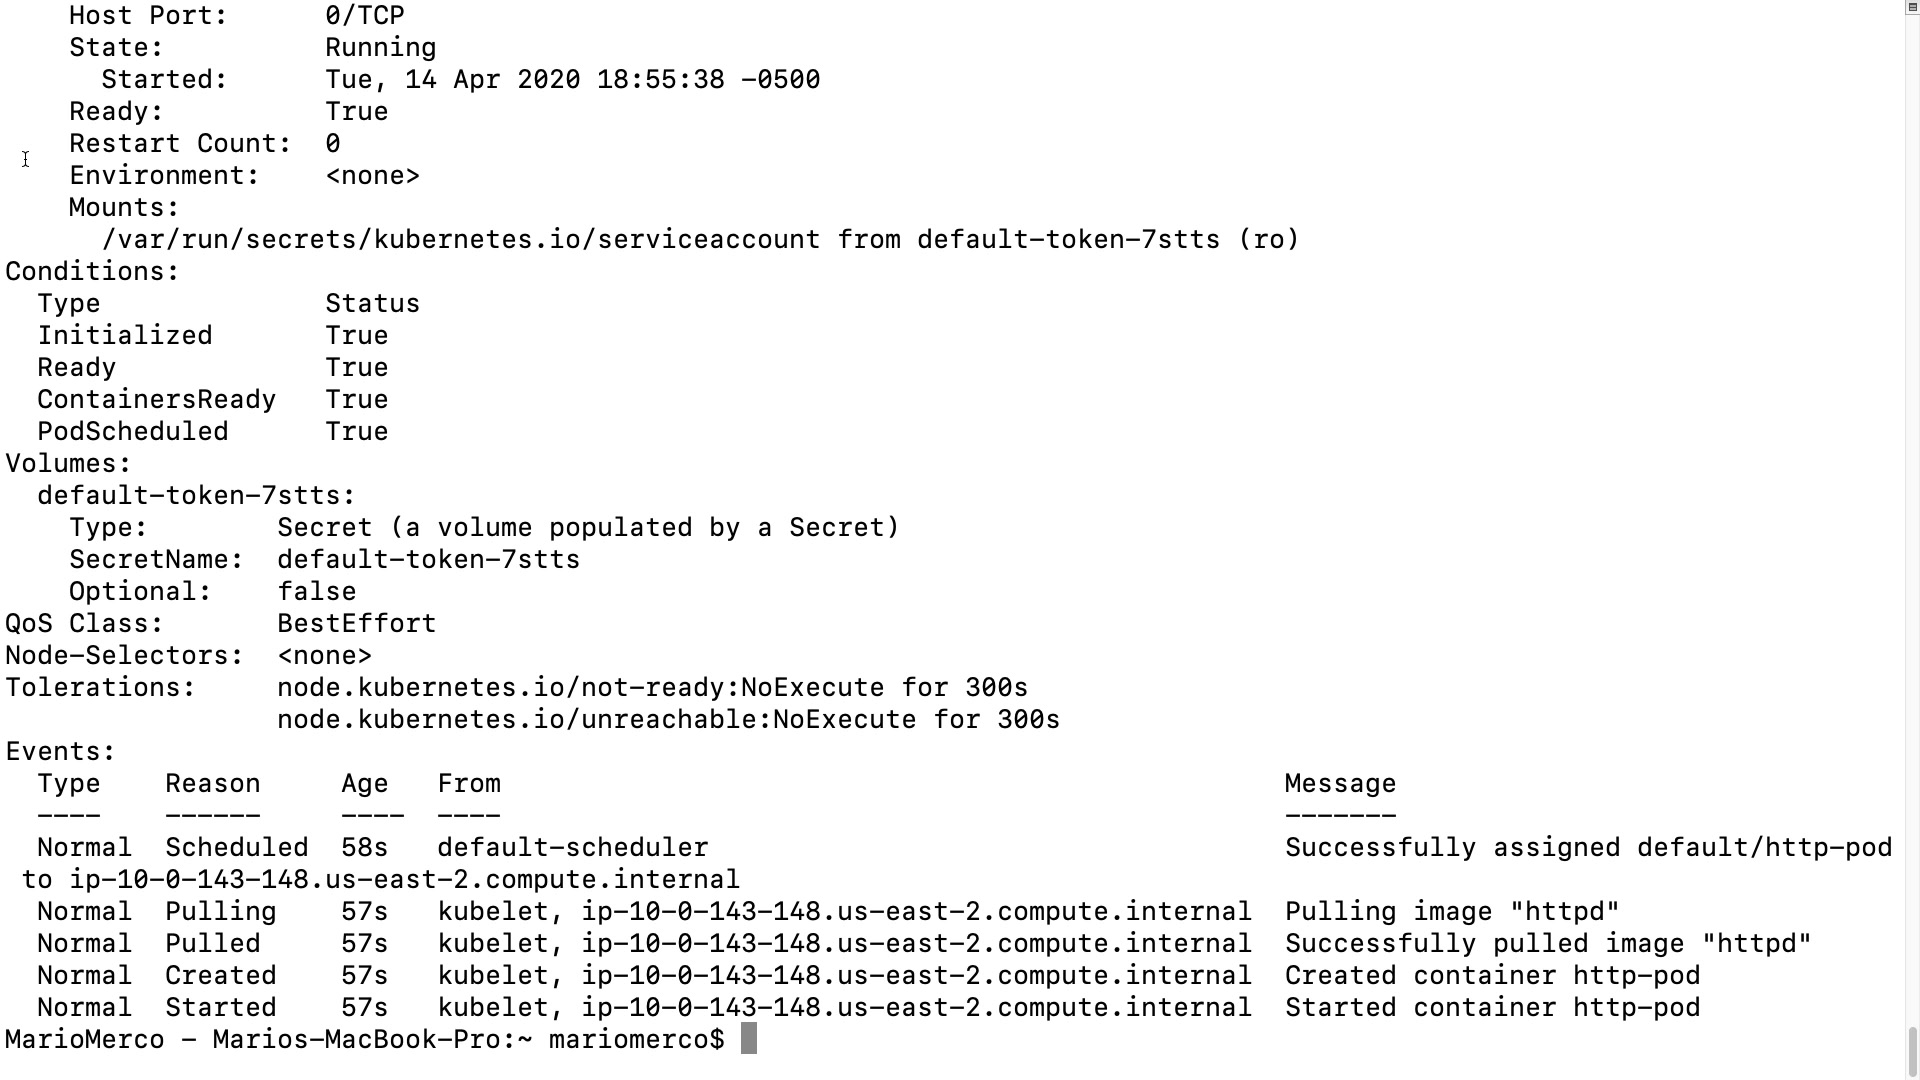 Host Port:      0/TCP
State:          Running
Started:      Tue, 14 Apr 2020 18:55:38 -0500
Ready:          True
Restart Count:  0
Environment:    <none>
Mounts:
/var/run/secrets/kubernetes.io/serviceaccount from default-token-7stts (ro)
Conditions:
Type              Status
Initialized       True
Ready             True
ContainersReady   True
PodScheduled      True
Volumes:
default-token-7stts:
Type:        Secret (a volume populated by a Secret)
SecretName:  default-token-7stts
Optional:    false
QoS Class:       BestEffort
Node-Selectors:  <none>
Tolerations:     node.kubernetes.io/not-ready:NoExecute for 300s
node.kubernetes.io/unreachable:NoExecute for 300s
Events:
Type    Reason     Age   From                                                 Message
----    ------     ----  ----                                                 -------
Normal  Scheduled  58s   default-scheduler                                    Successfully assigned default/http-pod
to ip-10-0-143-148.us-east-2.compute.internal
Normal  Pulling    57s   kubelet, ip-10-0-143-148.us-east-2.compute.internal  Pulling image "httpd"
Normal  Pulled     57s   kubelet, ip-10-0-143-148.us-east-2.compute.internal  Successfully pulled image "httpd"
Normal  Created    57s   kubelet, ip-10-0-143-148.us-east-2.compute.internal  Created container http-pod
Normal  Started    57s   kubelet, ip-10-0-143-148.us-east-2.compute.internal  Started container http-pod
MarioMerco - Marios-MacBook-Pro:~ mariomerco$